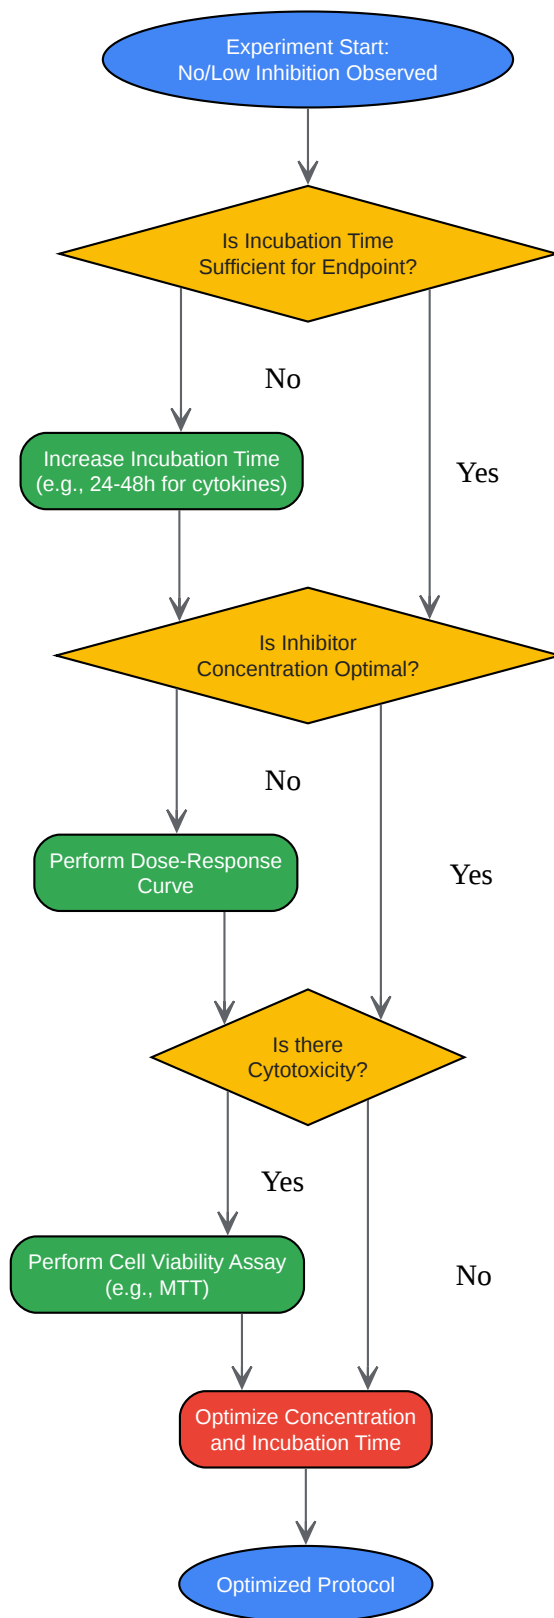 Experiment Start:
No/Low Inhibition Observed
Is Incubation Time
Sufficient for Endpoint?
No
Increase Incubation Time
(e.g., 24-48h for cytokines)
Yes
Is Inhibitor
Concentration Optimal?
No
Perform Dose-Response
Curve
Yes
Is there
Cytotoxicity?
Yes
Perform Cell Viability Assay
(e.g., MTT)
No
Optimize Concentration
and Incubation Time
Optimized Protocol